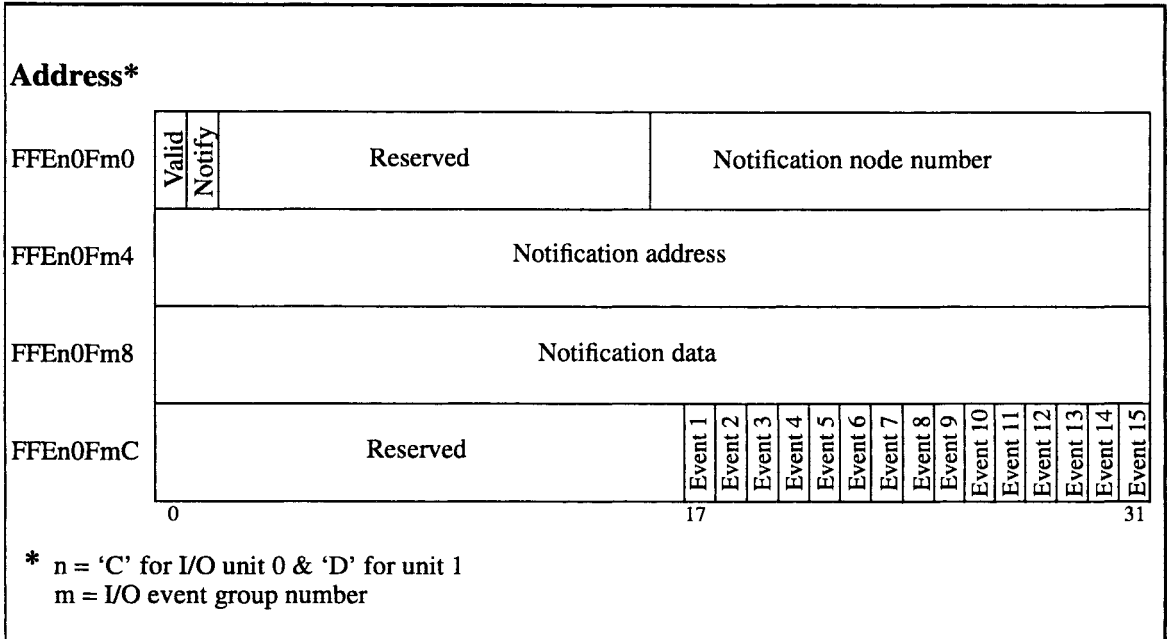 Address*
FFEn0Fm0 Valid Notify Reserved Notification node number
FFEn0Fm4 Notification address
FFEn0Fm8 Notification data
FFEn0FmC Reserved Event 1 Event 2 Event 3 Event 4 Event 5 Event 6 Event 7 Event 8 Event 9 Event 10 Event 11 Event 12 Event 13 Event 14 Event 15
0 17 31
* n = ‘C’ for I/O unit 0 & ‘D’ for unit 1
m = I/O event group number